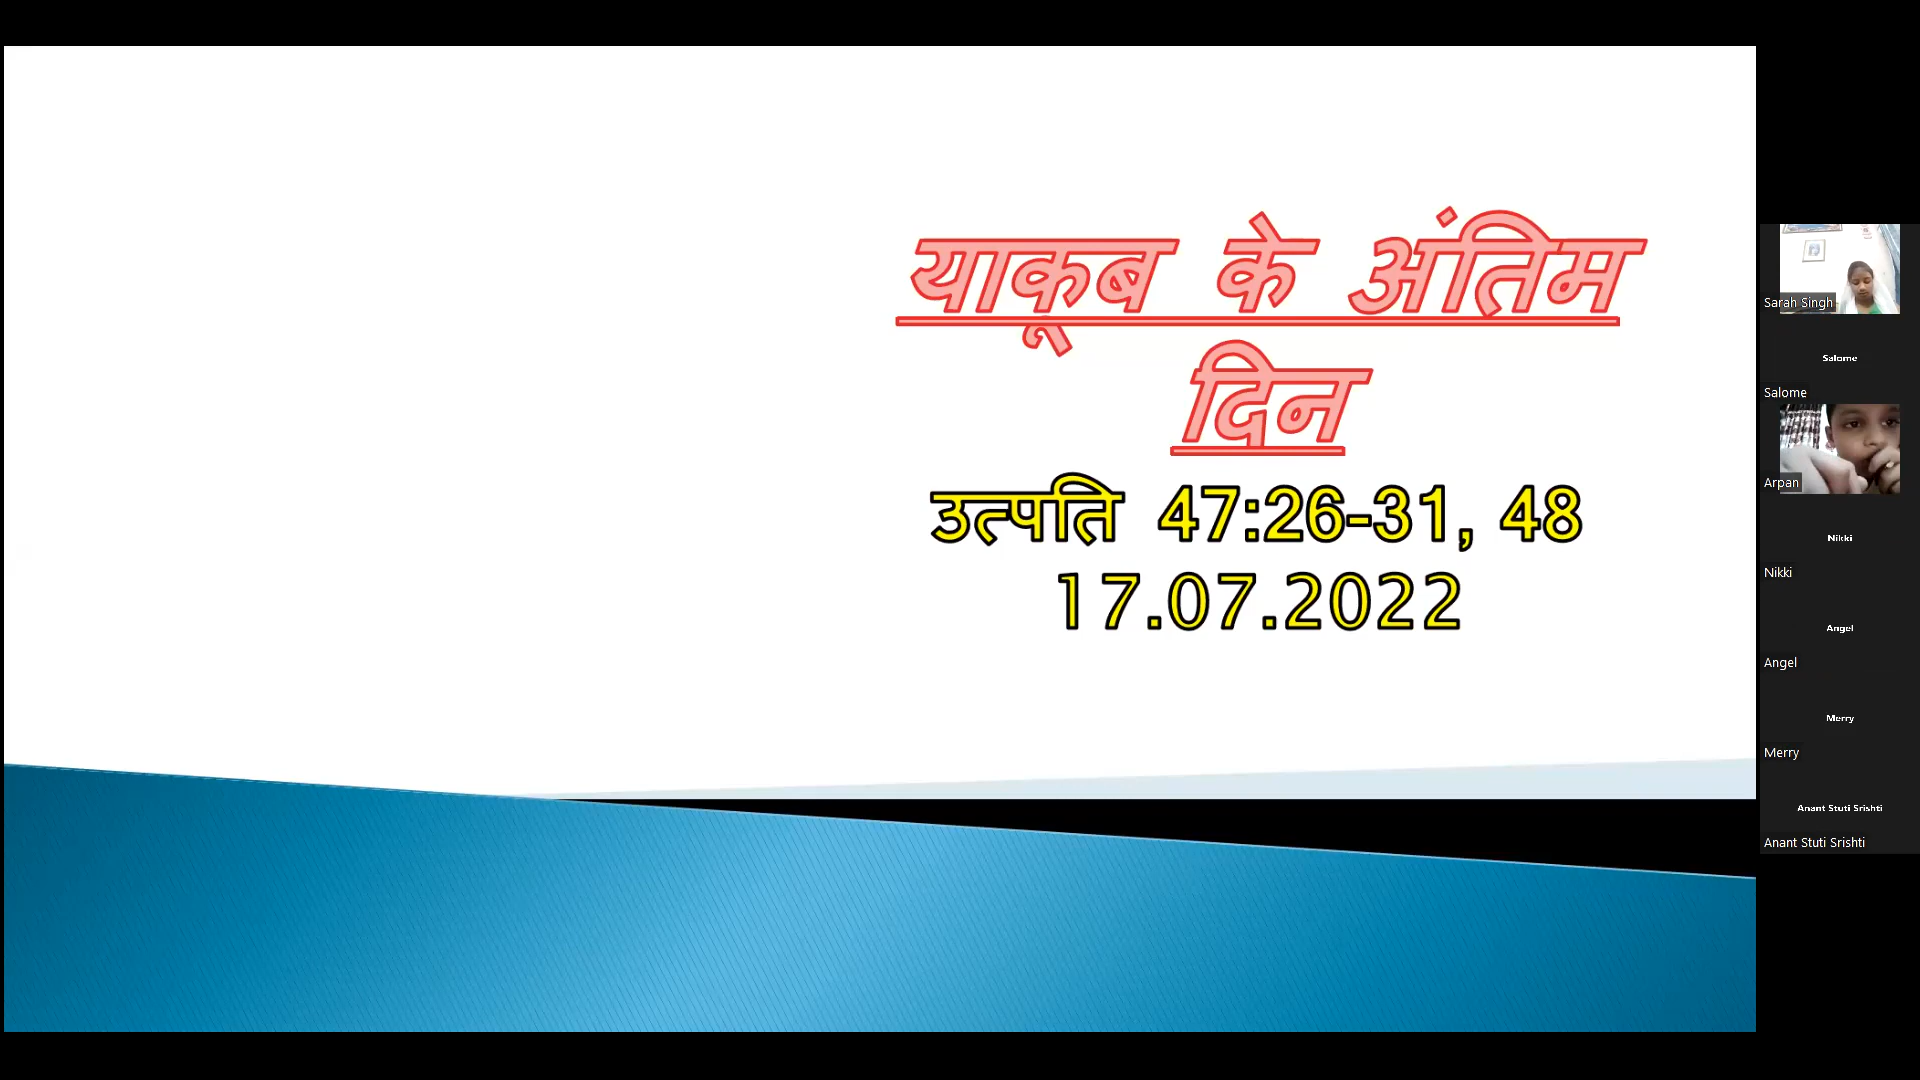 याकूब के अंतिम
दिन
उत्पति 47:26-31, 48
17.07.2022
Sarah Singh
Salome
Salome
Arpan
Nikki
Nikki
Angel
Angel
Merry
Merry
Anant Stuti Srishti
Anant Stuti Srishti